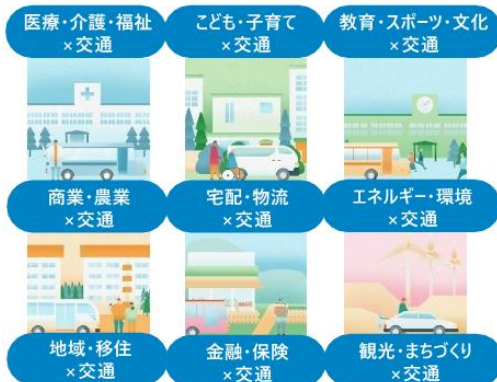 医療・介護・福祉
×交通
こども・子育て
×交通
教育・スポーツ・文化
×交通
商業・農業
×交通
宅配・物流
×交通
エネルギー・環境
×交通
地域・移住
×交通
金融・保険
×交通
観光・まちづくり
×交通